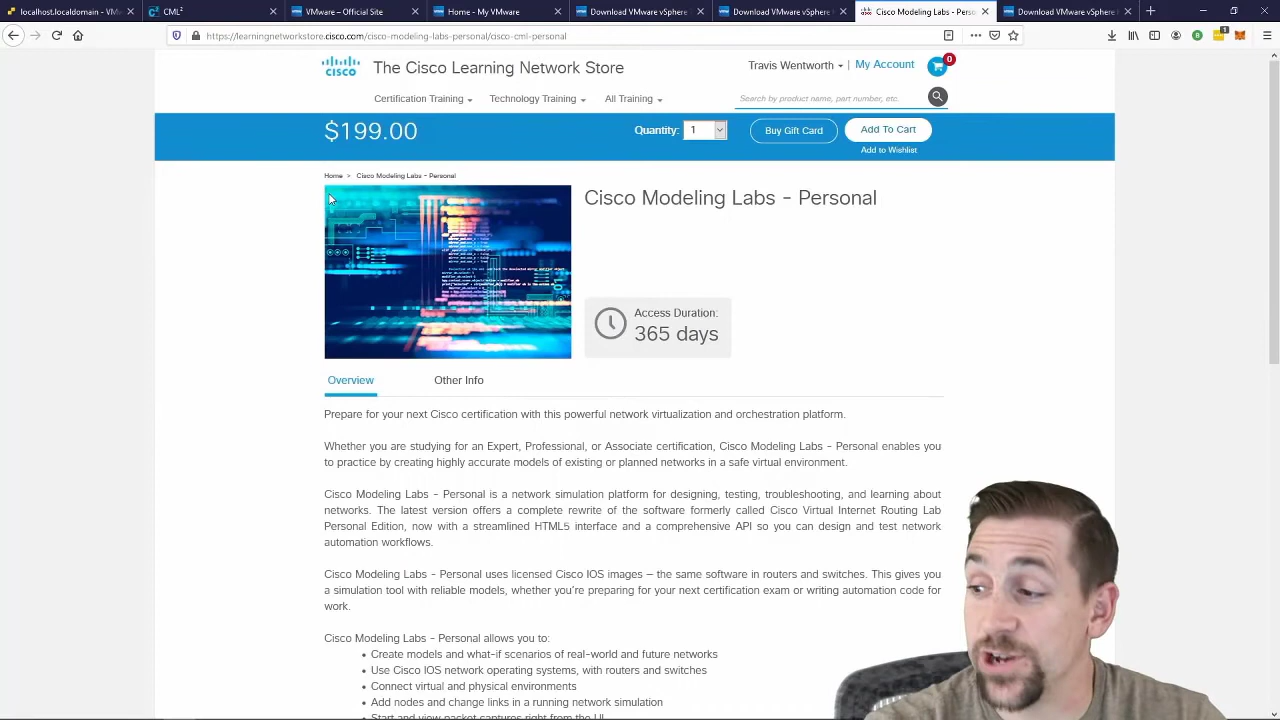 localhost.localdomain - VMw
CML²
VMware – Official Site
Home - My VMware
Download VMware vSphere
Download VMware vSphere H
Cisco Modeling Labs - Perso
Download VMware vSphere
https://learningnetworkstore.cisco.com/cisco-modeling-labs-personal/cisco-cml-personal
1
cisco
The Cisco Learning Network Store
Travis Wentworth
My Account
0
Certification Training
Technology Training
All Training
Search by product name, part number, etc.
$199.00
Quantity:
1
Buy Gift Card
Add To Cart
Add to Wishlist
Home > Cisco Modeling Labs - Personal
Cisco Modeling Labs - Personal
Access Duration:
365 days
Overview
Other Info
Prepare for your next Cisco certification with this powerful network virtualization and orchestration platform.
Whether you are studying for an Expert, Professional, or Associate certification, Cisco Modeling Labs - Personal enables you
to practice by creating highly accurate models of existing or planned networks in a safe virtual environment.
Cisco Modeling Labs - Personal is a network simulation platform for designing, testing, troubleshooting, and learning about
networks. The latest version offers a complete rewrite of the software formerly called Cisco Virtual Internet Routing Lab
Personal Edition, now with a streamlined HTML5 interface and a comprehensive API so you can design and test network
automation workflows.
Cisco Modeling Labs - Personal uses licensed Cisco IOS images – the same software in routers and switches. This gives you
a simulation tool with reliable models, whether you're preparing for your next certification exam or writing automation code for
work.
Cisco Modeling Labs - Personal allows you to:
• Create models and what-if scenarios of real-world and future networks
• Use Cisco IOS network operating systems, with routers and switches
• Connect virtual and physical environments
• Add nodes and change links in a running network simulation
• Start and view packet captures right from the UI